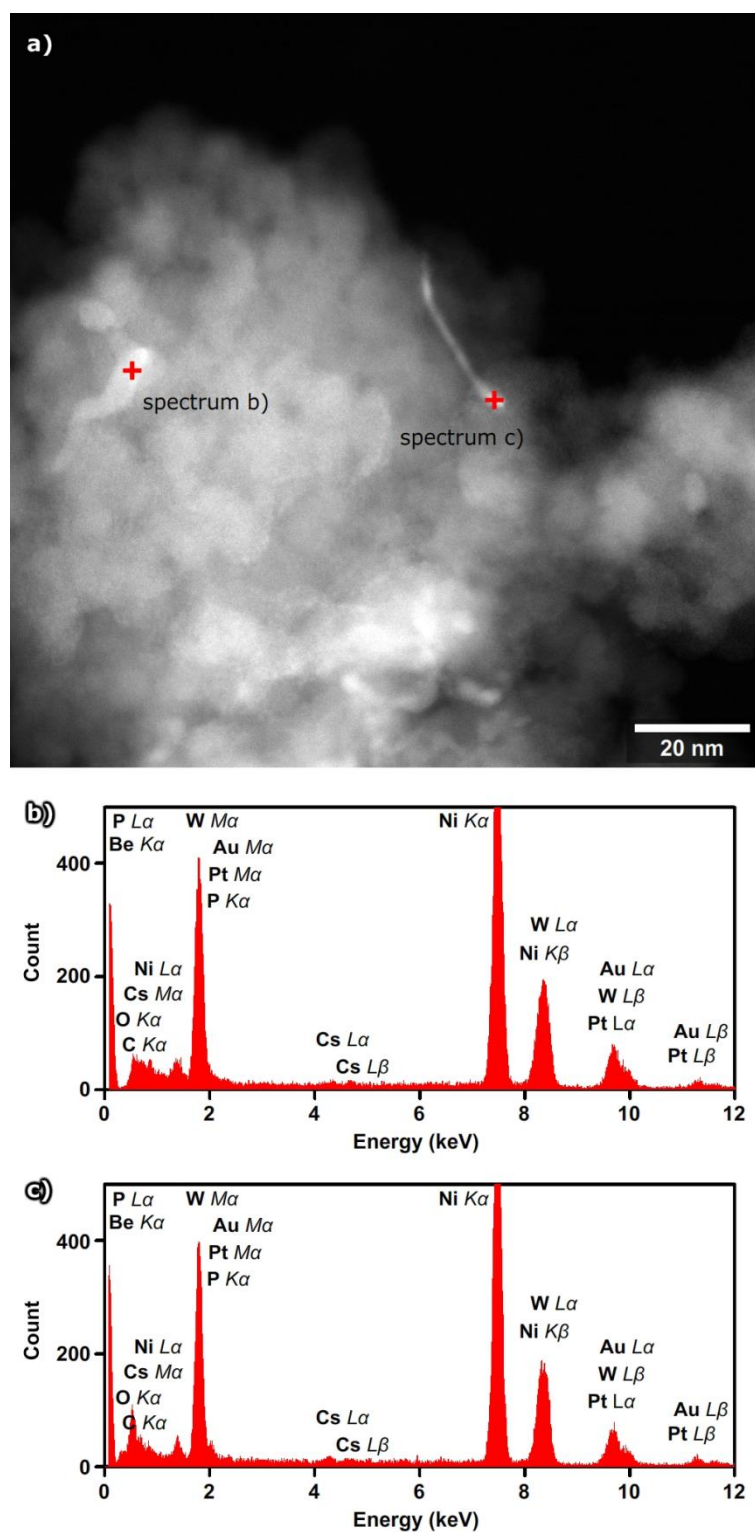 a)
spectrum b)
spectrum c)
20 nm
b)
P Lα
Be Kα
W Mα
Au Mα
Pt Mα
P Kα
Ni Kα
Ni Lα
Cs Mα
O Kα
C Kα
Cs Lα
Cs Lβ
W Lα
Ni Kβ
Au Lα
W Lβ
Pt Lα
Au Lβ
Pt Lβ
Count
400
200
0
0 2 4 6 8 10 12
Energy (keV)
c)
P Lα
Be Kα
W Mα
Au Mα
Pt Mα
P Kα
Ni Kα
Ni Lα
Cs Mα
O Kα
C Kα
Cs Lα
Cs Lβ
W Lα
Ni Kβ
Au Lα
W Lβ
Pt Lα
Au Lβ
Pt Lβ
Count
400
200
0
0 2 4 6 8 10 12
Energy (keV)